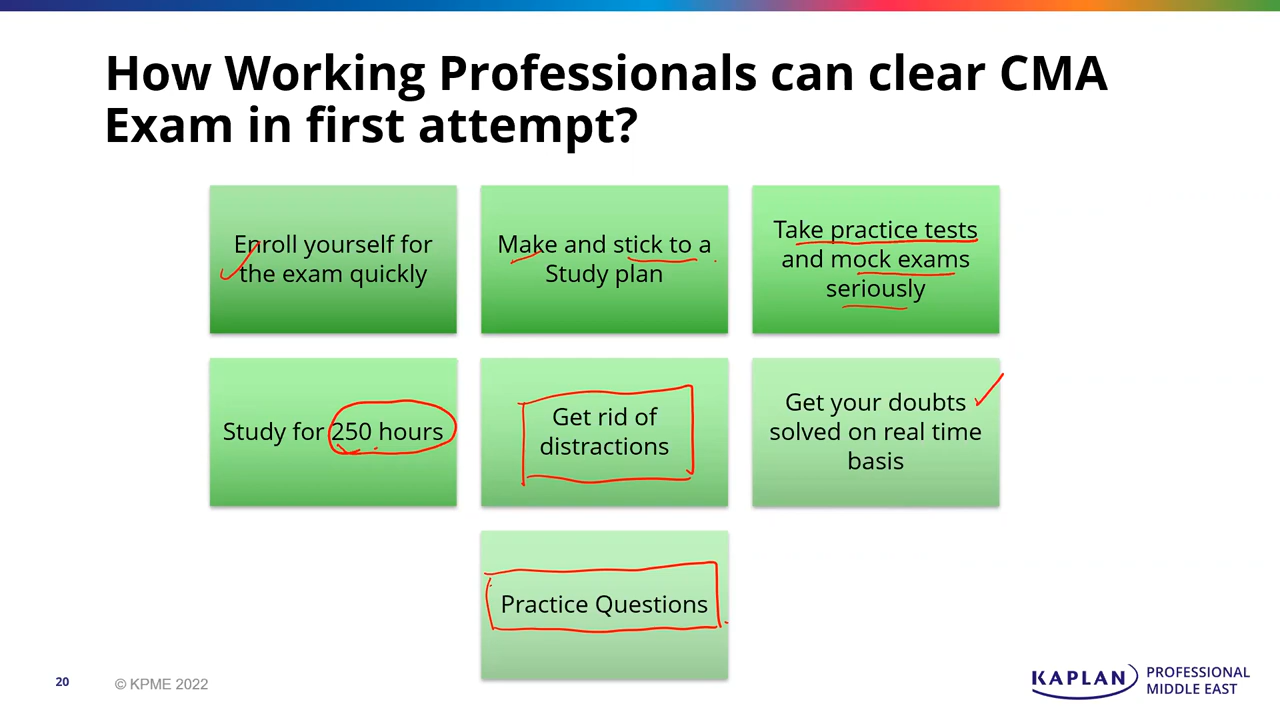 How Working Professionals can clear CMA
Exam in first attempt?
Enroll yourself for
the exam quickly
Make and stick to a
Study plan
Take practice tests
and mock exams
seriously
Study for 250 hours
Get rid of
distractions
Get your doubts
solved on real time
basis
Practice Questions
20
© KPME 2022
KAPLAN
PROFESSIONAL
MIDDLE EAST